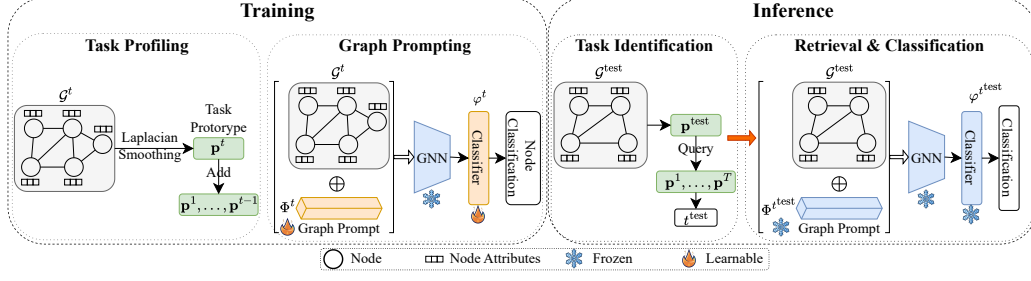 Training
Inference
Task Profiling
Graph Prompting
Task Identification
Retrieval & Classification
𝒢^t
Laplacian
Smoothing
Task
Protorype
p^t
Add
p^1, . . . , p^{t−1}
𝒢^t
⊕
Φ^t
Graph Prompt
GNN
φ^t
Classifier
Node
Classification
𝒢^test
p^test
Query
p^1, . . . , p^T
t^test
𝒢^test
⊕
Φ^{t^test}
Graph Prompt
GNN
φ^{t^test}
Classifier
Classification
Node
Node Attributes
Frozen
Learnable